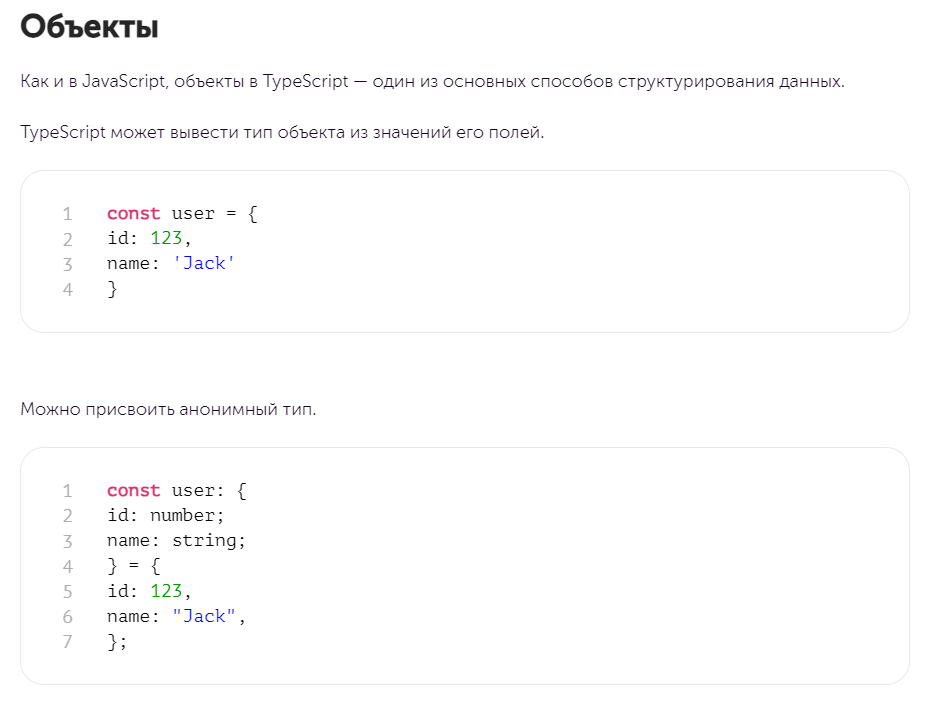 Объекты
Как и в JavaScript, объекты в TypeScript — один из основных способов структурирования данных.
TypeScript может вывести тип объекта из значений его полей.
1 const user = {
2 id: 123,
3 name: 'Jack'
4 }
Можно присвоить анонимный тип.
1 const user: {
2 id: number;
3 name: string;
4 } = {
5 id: 123,
6 name: "Jack",
7 };